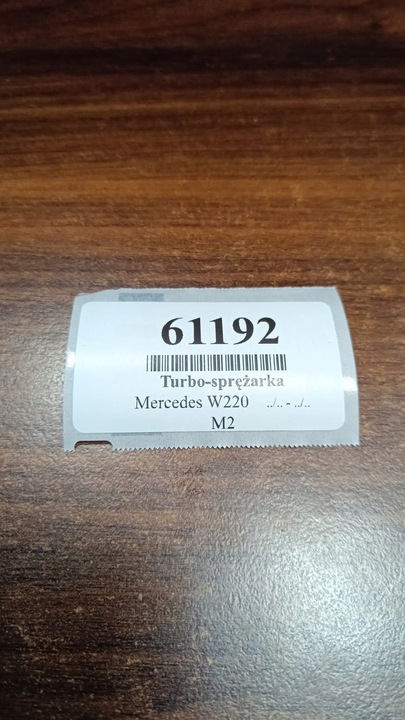 61192
Turbo-sprężarka
Mercedes W220 ../.. - ../..
M2